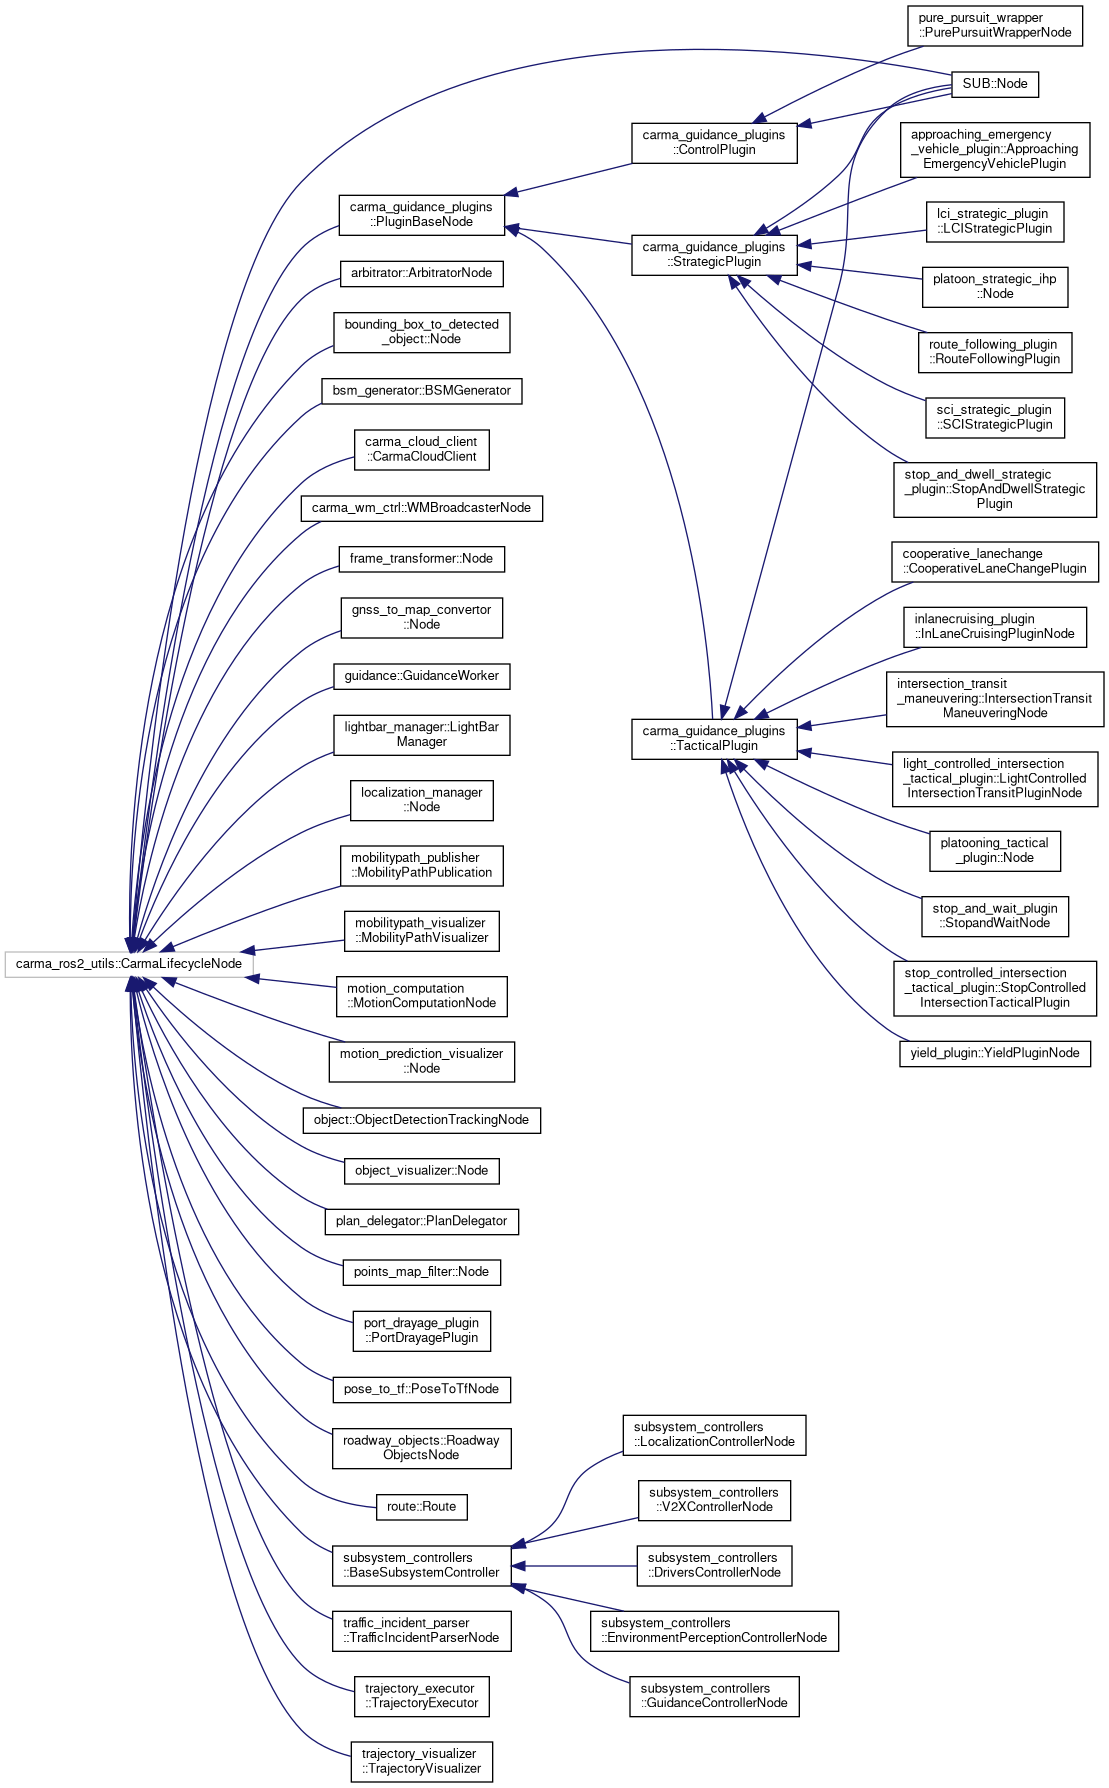 carma_ros2_utils::CarmaLifecycleNode
carma_guidance_plugins
::PluginBaseNode
arbitrator::ArbitratorNode
bounding_box_to_detected
_object::Node
bsm_generator::BSMGenerator
carma_cloud_client
::CarmaCloudClient
carma_wm_ctrl::WMBroadcasterNode
frame_transformer::Node
gnss_to_map_convertor
::Node
guidance::GuidanceWorker
lightbar_manager::LightBar
Manager
localization_manager
::Node
mobilitypath_publisher
::MobilityPathPublication
mobilitypath_visualizer
::MobilityPathVisualizer
motion_computation
::MotionComputationNode
motion_prediction_visualizer
::Node
object::ObjectDetectionTrackingNode
object_visualizer::Node
plan_delegator::PlanDelegator
points_map_filter::Node
port_drayage_plugin
::PortDrayagePlugin
pose_to_tf::PoseToTfNode
roadway_objects::Roadway
ObjectsNode
route::Route
subsystem_controllers
::BaseSubsystemController
traffic_incident_parser
::TrafficIncidentParserNode
trajectory_executor
::TrajectoryExecutor
trajectory_visualizer
::TrajectoryVisualizer
carma_guidance_plugins
::ControlPlugin
carma_guidance_plugins
::StrategicPlugin
carma_guidance_plugins
::TacticalPlugin
subsystem_controllers
::LocalizationControllerNode
subsystem_controllers
::V2XControllerNode
subsystem_controllers
::DriversControllerNode
subsystem_controllers
::EnvironmentPerceptionControllerNode
subsystem_controllers
::GuidanceControllerNode
pure_pursuit_wrapper
::PurePursuitWrapperNode
SUB::Node
approaching_emergency
_vehicle_plugin::Approaching
EmergencyVehiclePlugin
lci_strategic_plugin
::LCIStrategicPlugin
platoon_strategic_ihp
::Node
route_following_plugin
::RouteFollowingPlugin
sci_strategic_plugin
::SCIStrategicPlugin
stop_and_dwell_strategic
_plugin::StopAndDwellStrategic
Plugin
cooperative_lanechange
::CooperativeLaneChangePlugin
inlanecruising_plugin
::InLaneCruisingPluginNode
intersection_transit
_maneuvering::IntersectionTransit
ManeuveringNode
light_controlled_intersection
_tactical_plugin::LightControlled
IntersectionTransitPluginNode
platooning_tactical
_plugin::Node
stop_and_wait_plugin
::StopandWaitNode
stop_controlled_intersection
_tactical_plugin::StopControlled
IntersectionTacticalPlugin
yield_plugin::YieldPluginNode